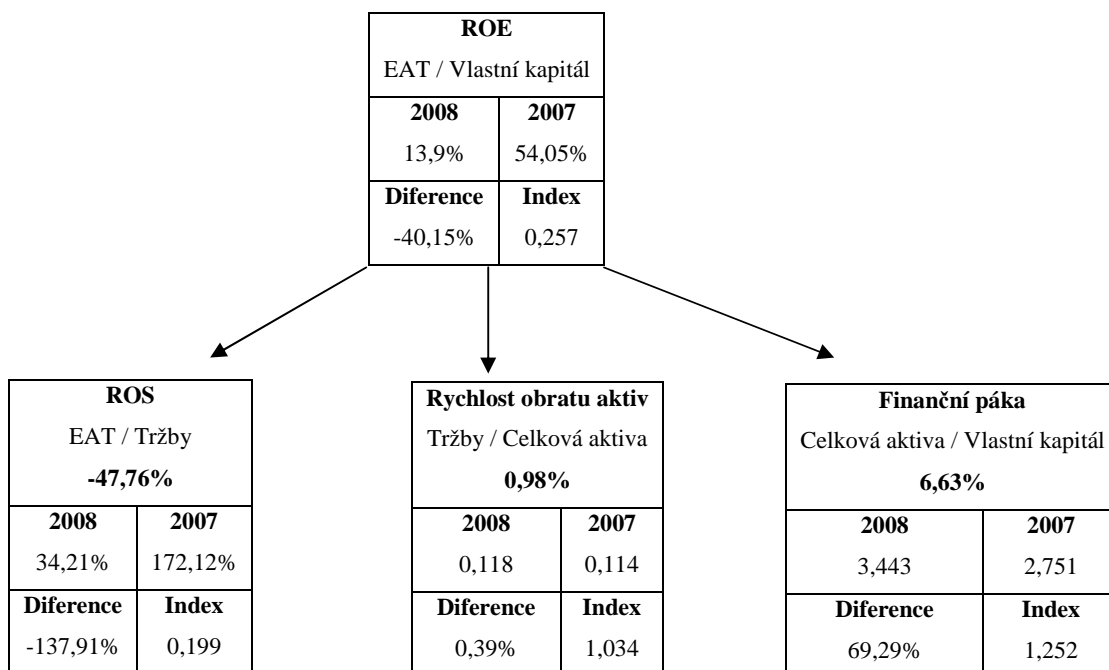 ROE
EAT / Vlastní kapitál
2008 2007
13,9% 54,05%
Diference Index
-40,15% 0,257
ROS
EAT / Tržby
-47,76%
2008 2007
34,21% 172,12%
Diference Index
-137,91% 0,199
Rychlost obratu aktiv
Tržby / Celková aktiva
0,98%
2008 2007
0,118 0,114
Diference Index
0,39% 1,034
Finanční páka
Celková aktiva / Vlastní kapitál
6,63%
2008 2007
3,443 2,751
Diference Index
69,29% 1,252